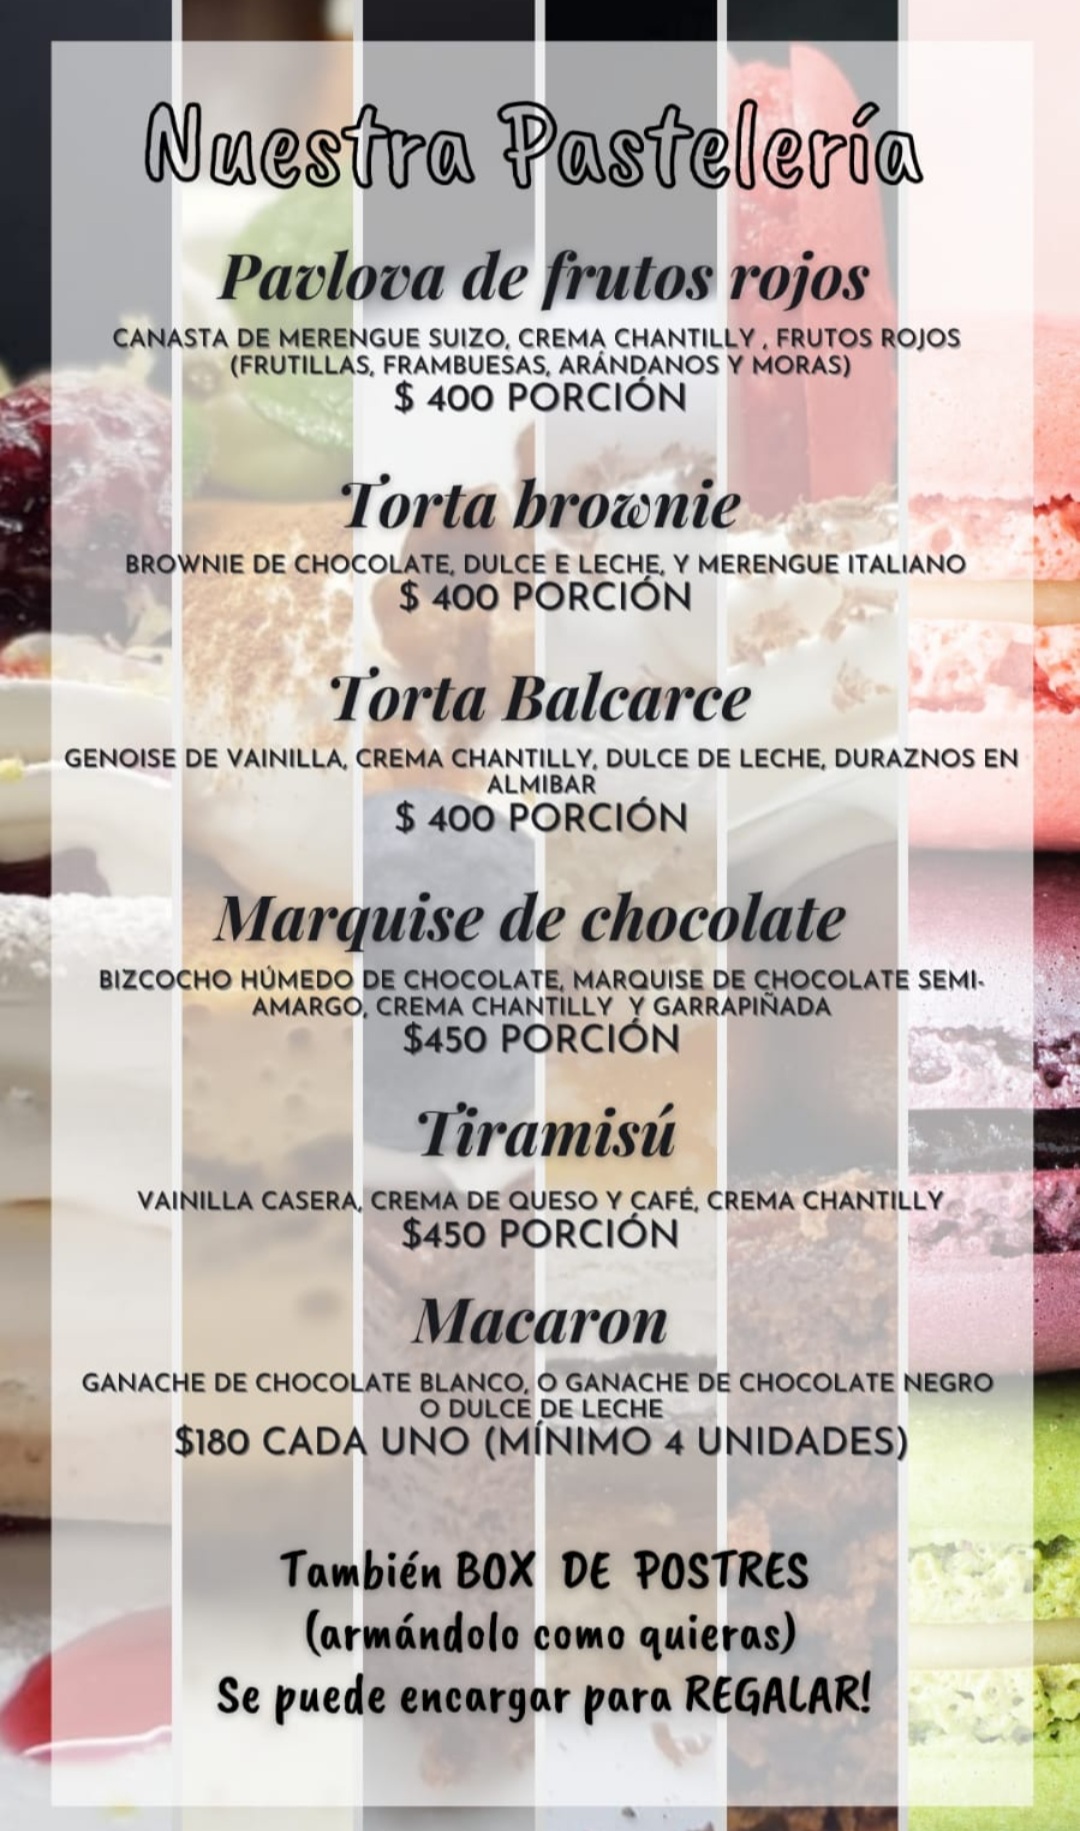 Nuestra Pastelería
Pavlova de frutos rojos
CANASTA DE MERENGUE SUIZO, CREMA CHANTILLY , FRUTOS ROJOS
(FRUTILLAS, FRAMBUESAS, ARÁNDANOS Y MORAS)
$ 400 PORCIÓN
Torta brownie
BROWNIE DE CHOCOLATE, DULCE E LECHE, Y MERENGUE ITALIANO
$ 400 PORCIÓN
Torta Balcarce
GENOISE DE VAINILLA, CREMA CHANTILLY, DULCE DE LECHE, DURAZNOS EN
ALMIBAR
$ 400 PORCIÓN
Marquise de chocolate
BIZCOCHO HÚMEDO DE CHOCOLATE, MARQUISE DE CHOCOLATE SEMI-
AMARGO, CREMA CHANTILLY Y GARRAPIÑADA
$450 PORCIÓN
Tiramisú
VAINILLA CASERA, CREMA DE QUESO Y CAFÉ, CREMA CHANTILLY
$450 PORCIÓN
Macaron
GANACHE DE CHOCOLATE BLANCO, O GANACHE DE CHOCOLATE NEGRO
O DULCE DE LECHE
$180 CADA UNO (MÍNIMO 4 UNIDADES)
También BOX DE POSTRES
(armándolo como quieras)
Se puede encargar para REGALAR!